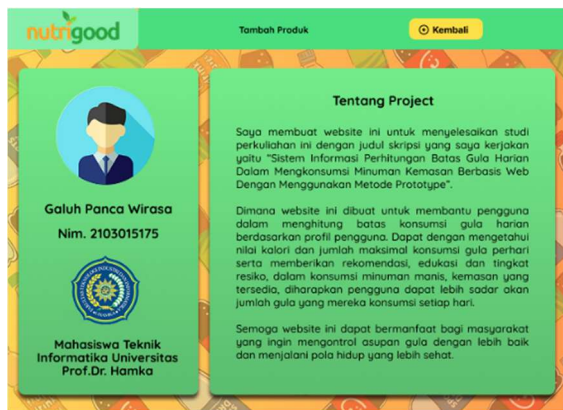 nutrigood
Tambah Produk
Kembali
Galuh Panca Wirasa
Nim. 2103015175
Mahasiswa Teknik
Informatika Universitas
Prof.Dr. Hamka
Tentang Project
Saya membuat website ini untuk menyelesaikan studi
perkuliahan ini dengan judul skripsi yang saya kerjakan
yaitu "Sistem Informasi Perhitungan Batas Gula Harian
Dalam Mengkonsumsi Minuman Kemasan Berbasis Web
Dengan Menggunakan Metode Prototype".
Dimana website ini dibuat untuk membantu pengguna
dalam menghitung batas konsumsi gula harian
berdasarkan profil pengguna. Dapat dengan mengetahui
nilai kalori dan jumlah maksimal konsumsi gula perhari
serta memberikan rekomendasi, edukasi dan tingkat
resiko, dalam konsumsi minuman manis, kemasan yang
tersedia, diharapkan pengguna dapat lebih sadar akan
jumlah gula yang mereka konsumsi setiap hari.
Semoga website ini dapat bermanfaat bagi masyarakat
yang ingin mengontrol asupan gula dengan lebih baik
dan menjalani pola hidup yang lebih sehat.